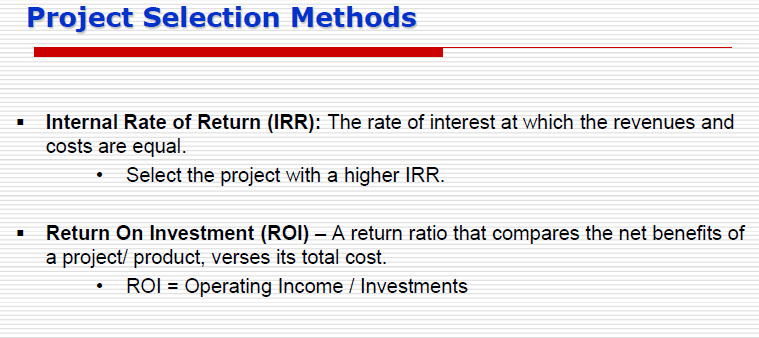 Project Selection Methods
▪ Internal Rate of Return (IRR): The rate of interest at which the revenues and
costs are equal.
• Select the project with a higher IRR.
▪ Return On Investment (ROI) – A return ratio that compares the net benefits of
a project/ product, verses its total cost.
• ROI = Operating Income / Investments